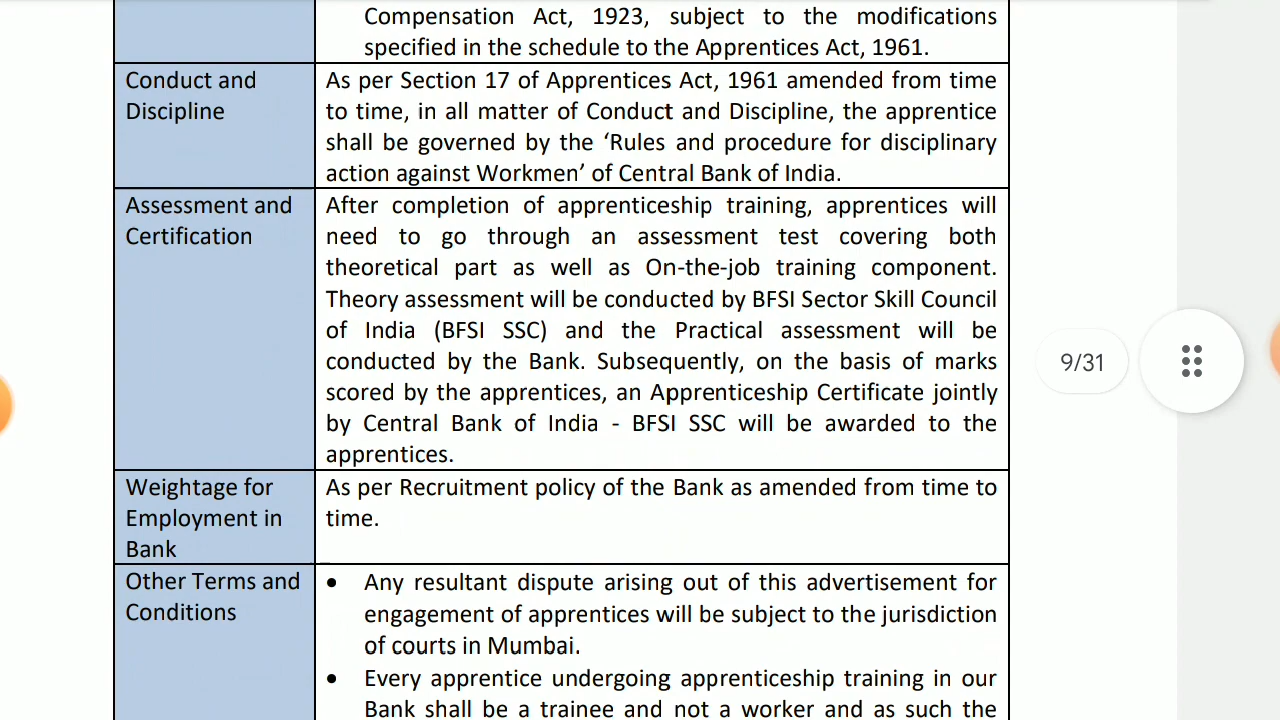 Compensation Act, 1923, subject to the modifications
specified in the schedule to the Apprentices Act, 1961.
Conduct and
Discipline
As per Section 17 of Apprentices Act, 1961 amended from time
to time, in all matter of Conduct and Discipline, the apprentice
shall be governed by the ‘Rules and procedure for disciplinary
action against Workmen’ of Central Bank of India.
Assessment and
Certification
After completion of apprenticeship training, apprentices will
need to go through an assessment test covering both
theoretical part as well as On-the-job training component.
Theory assessment will be conducted by BFSI Sector Skill Council
of India (BFSI SSC) and the Practical assessment will be
conducted by the Bank. Subsequently, on the basis of marks
scored by the apprentices, an Apprenticeship Certificate jointly
by Central Bank of India - BFSI SSC will be awarded to the
apprentices.
Weightage for
Employment in
Bank
As per Recruitment policy of the Bank as amended from time to
time.
Other Terms and
Conditions
• Any resultant dispute arising out of this advertisement for
engagement of apprentices will be subject to the jurisdiction
of courts in Mumbai.
• Every apprentice undergoing apprenticeship training in our
Bank shall be a trainee and not a worker and as such the
9/31